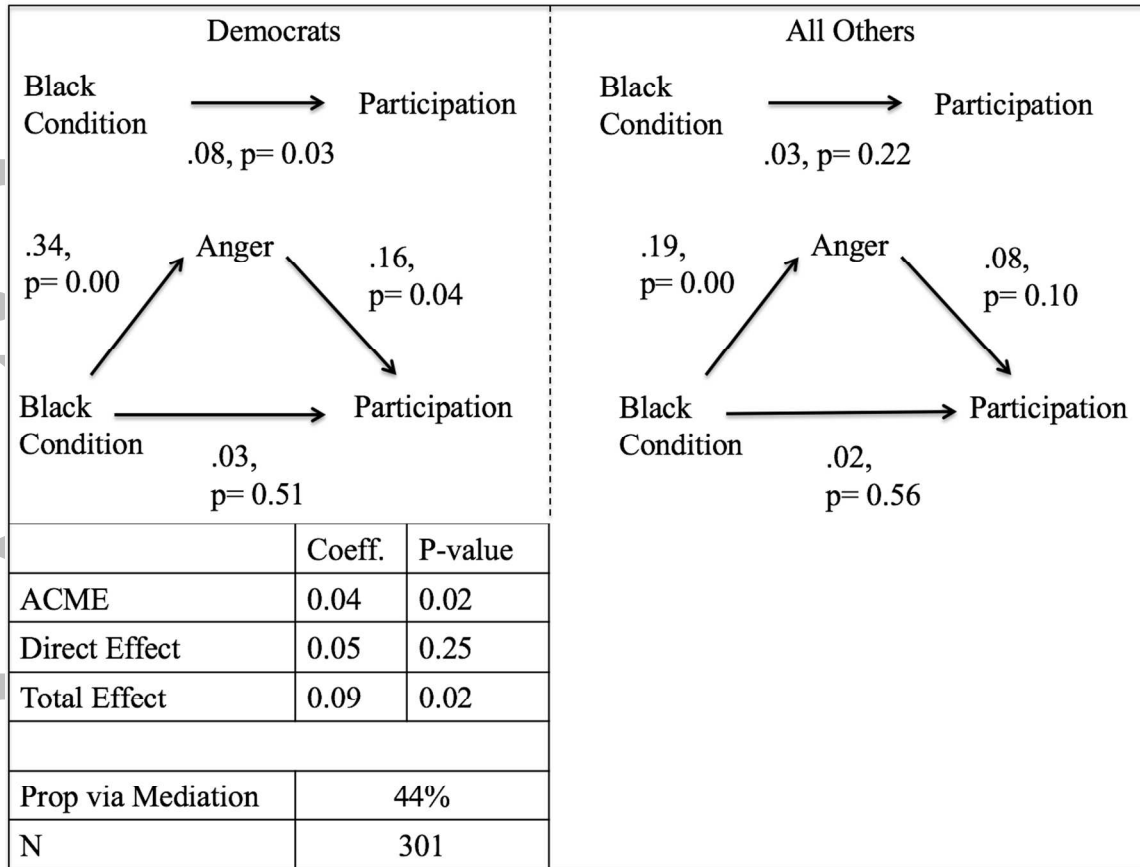 Democrats
Black
Condition
Participation
.08, p= 0.03
.34,
p= 0.00
Anger
.16,
p= 0.04
Black
Condition
Participation
.03,
p= 0.51
All Others
Black
Condition
Participation
.03, p= 0.22
.19,
p= 0.00
Anger
.08,
p= 0.10
Black
Condition
Participation
.02,
p= 0.56
Coeff. P-value
ACME 0.04 0.02
Direct Effect 0.05 0.25
Total Effect 0.09 0.02
Prop via Mediation 44%
N 301